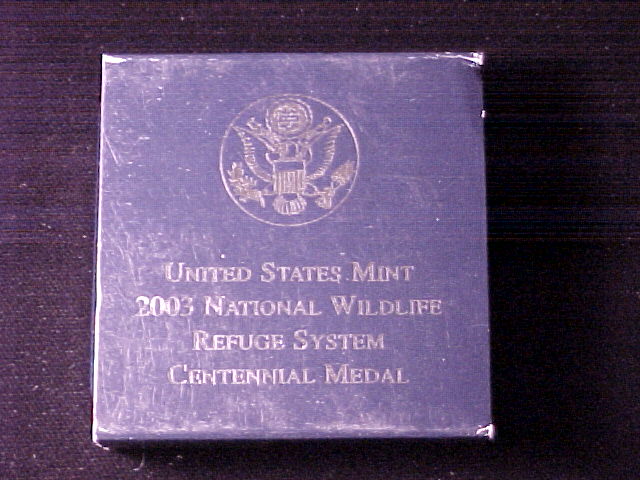 United States Mint
2003 National Wildlife
Refuge System
Centennial Medal